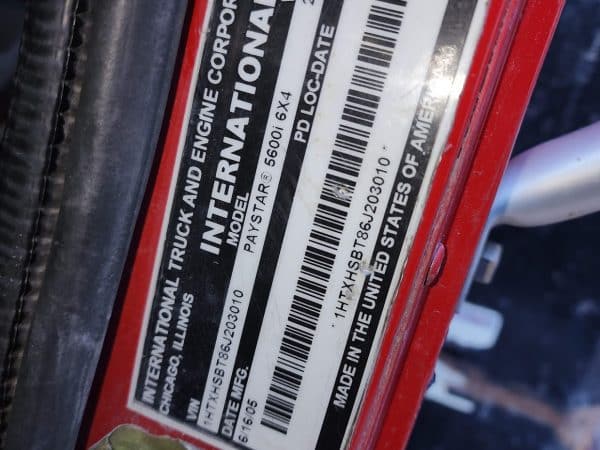 INTERNATIONAL TRUCK AND ENGINE CORPOR
CHICAGO, ILLINOIS
INTERNATIONAL
VIN
MODEL
1HTXHSBT86J203010
PAYSTAR® 5600i 6X4
DATE MFG.
PD LOC-DATE
6/16/05
* 1HTXHSBT86J203010 *
MADE IN THE UNITED STATES OF AMERICA